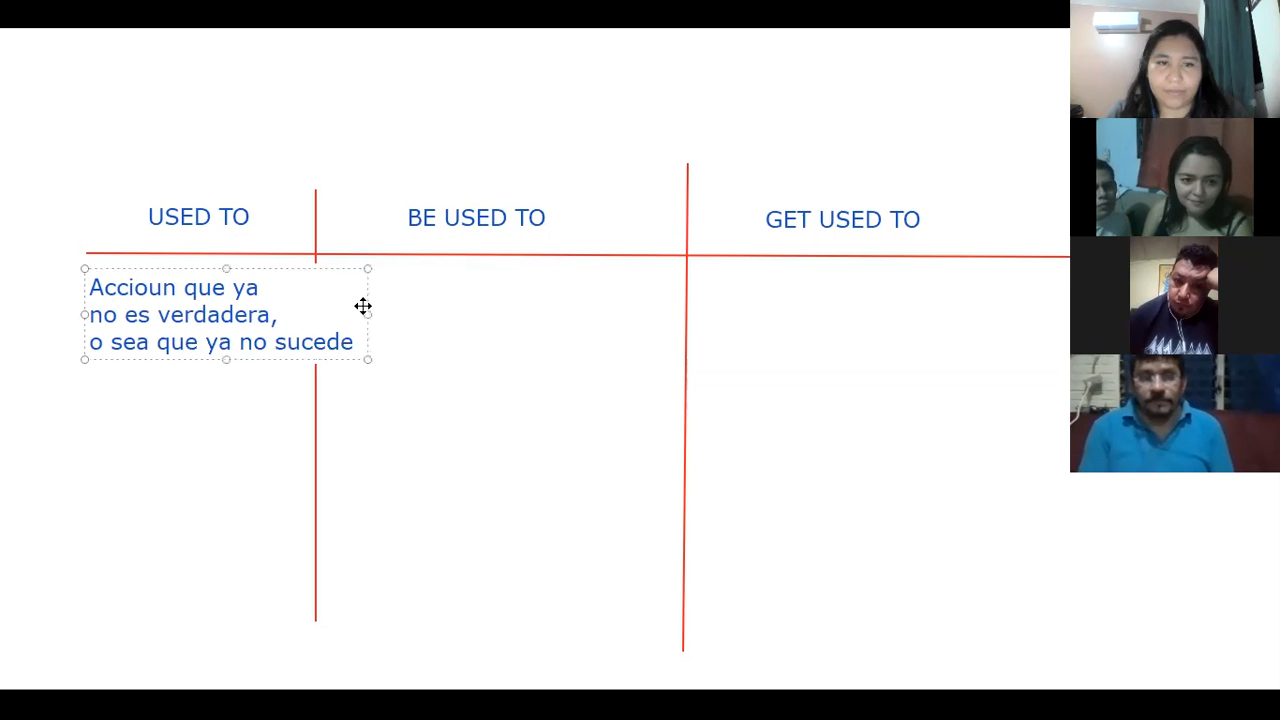 USED TO
BE USED TO
GET USED TO
Accioun que ya
no es verdadera,
o sea que ya no sucede